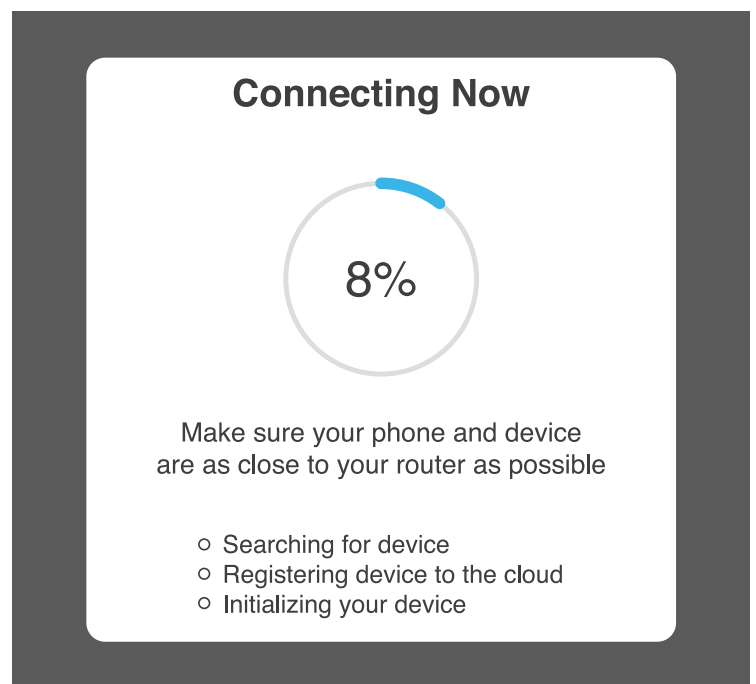 Connecting Now
8%
Make sure your phone and device
are as close to your router as possible
Searching for device
Registering device to the cloud
Initializing your device